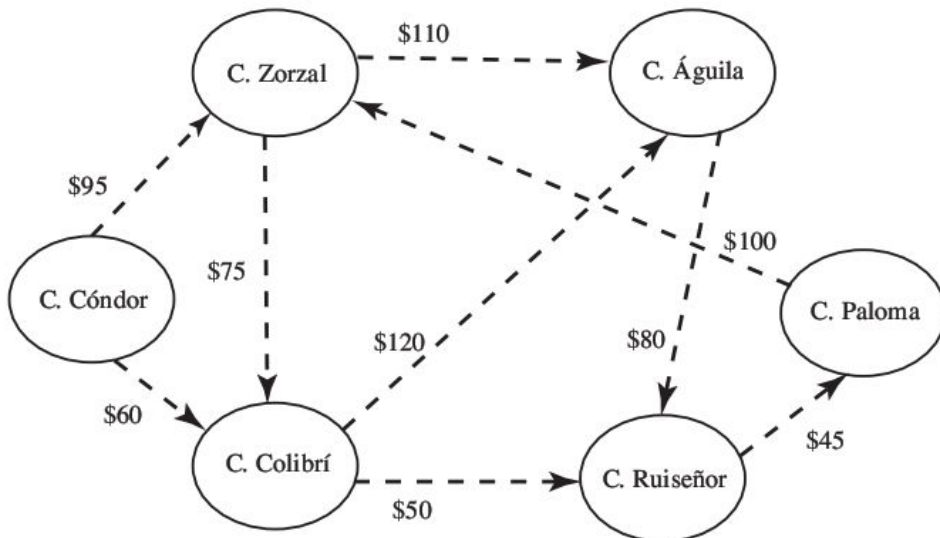 $110
C. Zorzal
C. Águila
$95
$75
$100
C. Cóndor
C. Paloma
$120
$80
$60
$45
C. Colibrí
C. Ruiseñor
$50